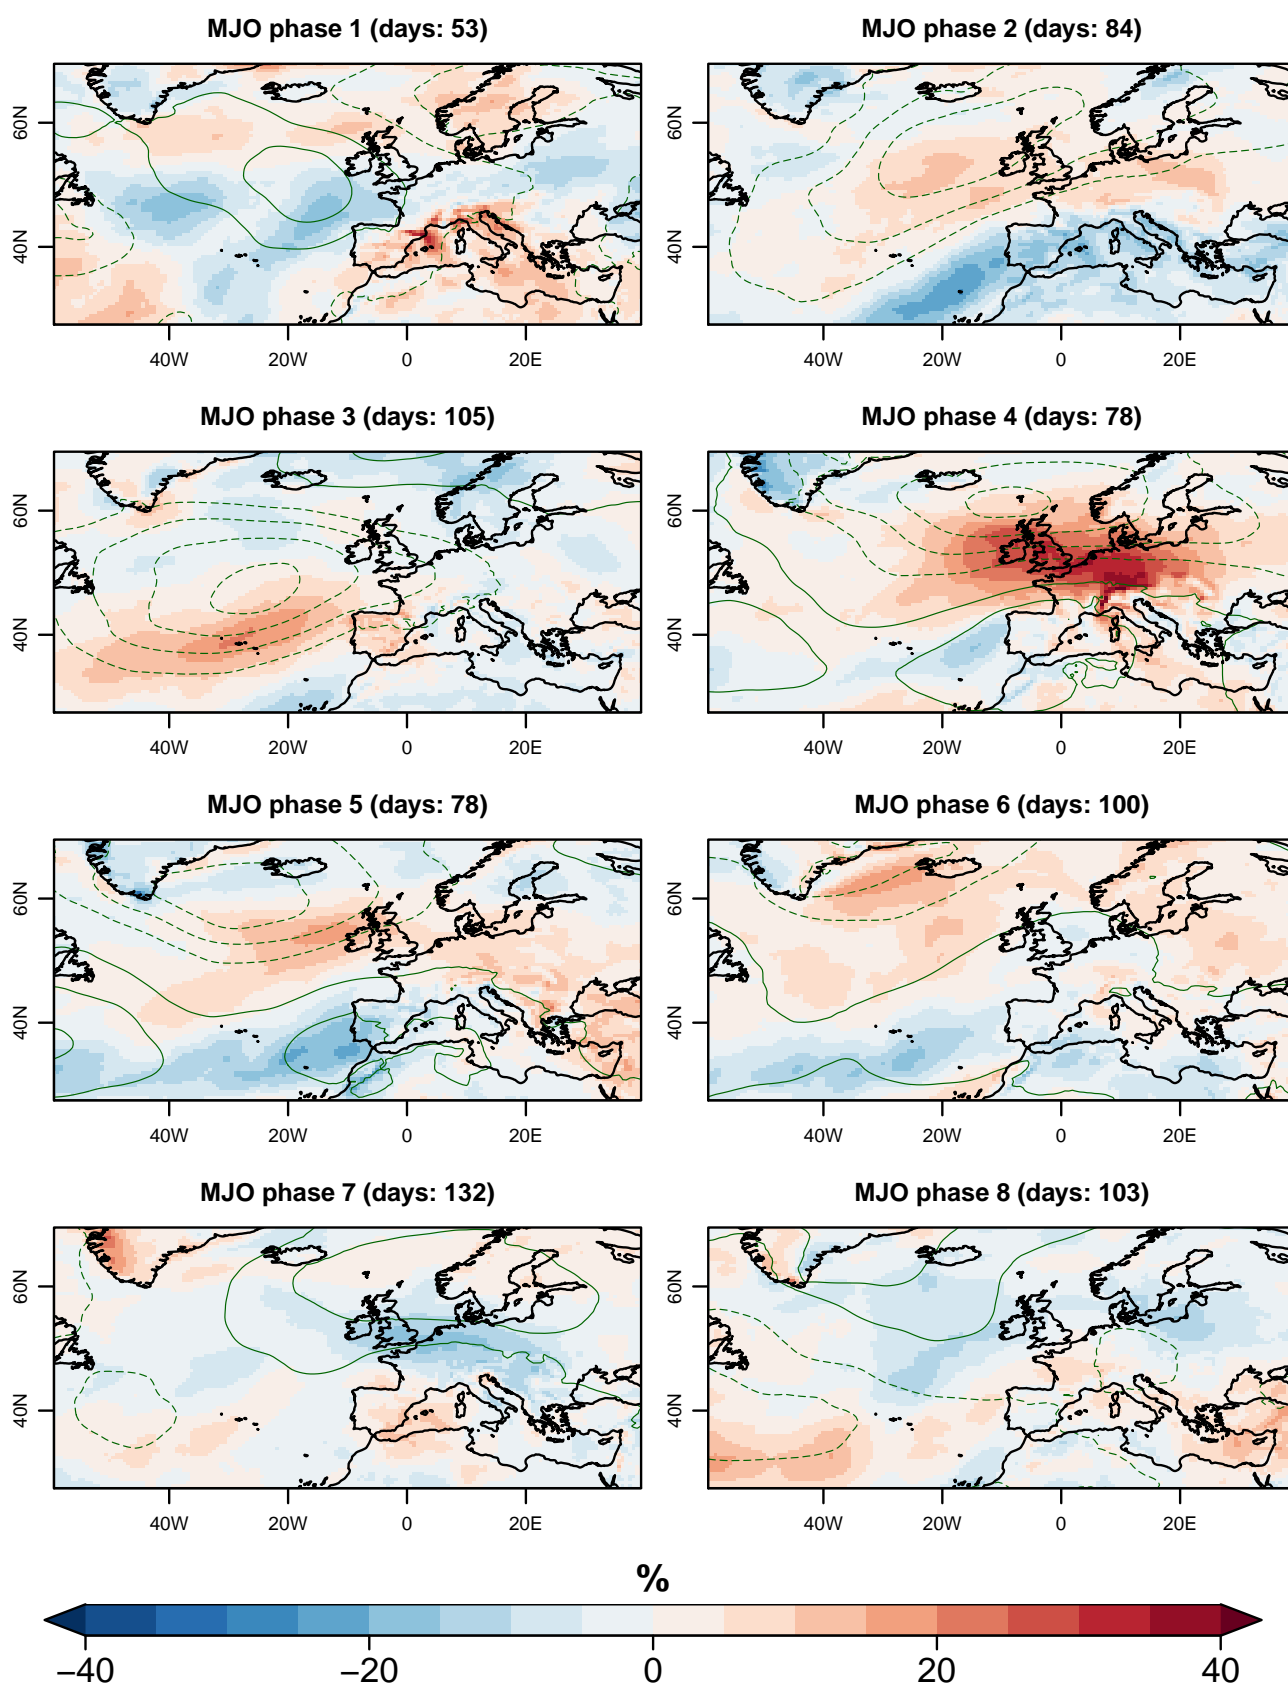 MJO phase 1 (days: 53)
MJO phase 2 (days: 84)
60N
40N
40W 20W 0 20E
60N
40N
40W 20W 0 20E
MJO phase 3 (days: 105)
MJO phase 4 (days: 78)
60N
40N
40W 20W 0 20E
60N
40N
40W 20W 0 20E
MJO phase 5 (days: 78)
MJO phase 6 (days: 100)
60N
40N
40W 20W 0 20E
60N
40N
40W 20W 0 20E
MJO phase 7 (days: 132)
MJO phase 8 (days: 103)
60N
40N
40W 20W 0 20E
60N
40N
40W 20W 0 20E
%
−40 −20 0 20 40